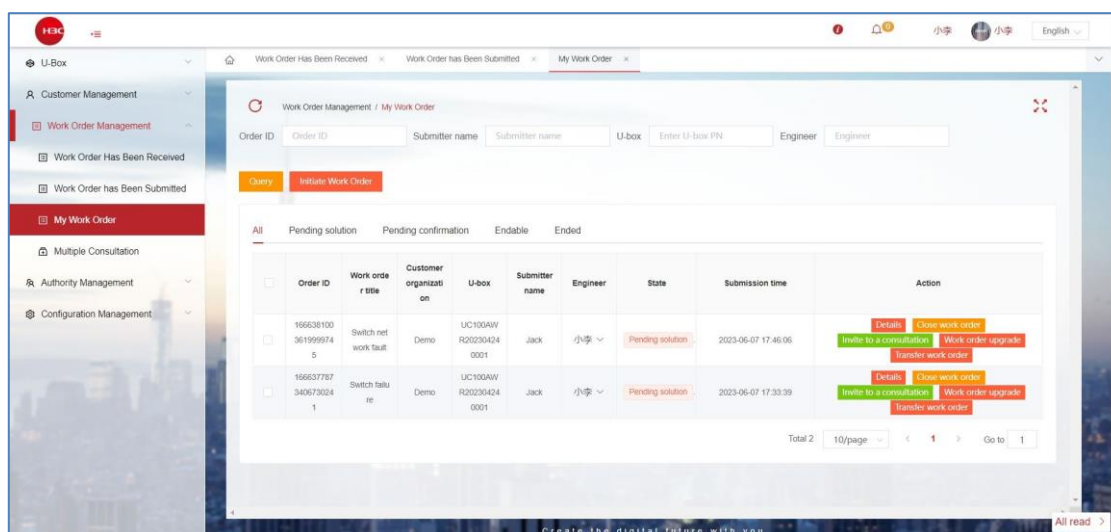 H3C
0
小李
小李
English
U-Box
Customer Management
Work Order Management
Work Order Has Been Received
Work Order has Been Submitted
My Work Order
Multiple Consultation
Authority Management
Configuration Management
Work Order Has Been Received ×
Work Order has Been Submitted ×
My Work Order ×
Work Order Management / My Work Order
Order ID
Order ID
Submitter name
Submitter name
U-box
Enter U-box PN
Engineer
Engineer
Query
Initiate Work Order
All
Pending solution
Pending confirmation
Endable
Ended
Order ID
Work orde
r title
Customer
organizati
on
U-box
Submitter
name
Engineer
State
Submission time
Action
166638100
361999974
5
Switch net
work fault
Demo
UC100AW
R20230424
0001
Jack
小李
Pending solution
2023-06-07 17:46:06
Details
Close work order
Invite to a consultation
Work order upgrade
Transfer work order
166637787
340673024
1
Switch failu
re
Demo
UC100AW
R20230424
0001
Jack
小李
Pending solution
2023-06-07 17:33:39
Details
Close work order
Invite to a consultation
Work order upgrade
Transfer work order
Total 2
10/page
<
1
>
Go to
1
Create the digital future with you
All read >